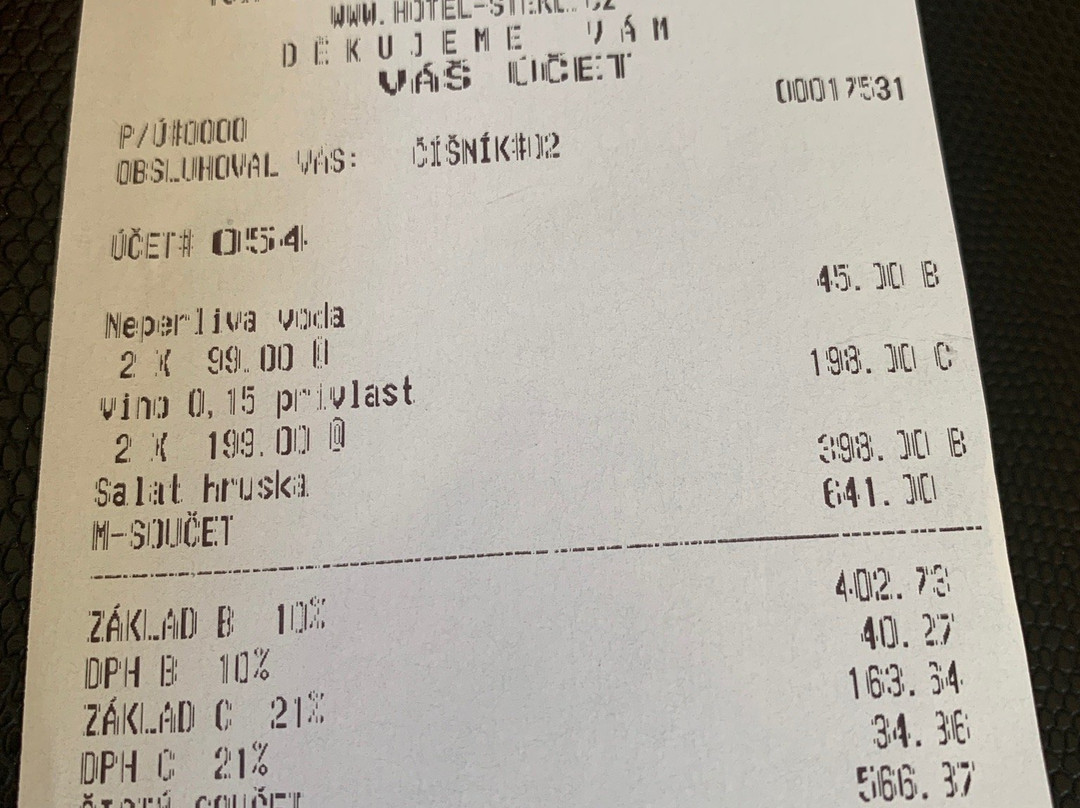 DĚKUJEME VÁM
VÁŠ ÚČET
00017531
P/Ú#0000
OBSLUHOVAL VÁS: ČÍŠNÍK#02
ÚČET# 054
Neperliva voda 45.00 B
2 X 99.00 @
vino 0,15 privlast 198.00 C
2 X 199.00 @
Salat hruska 398.00 B
M-SOUČET 641.00
ZÁKLAD B 10% 402.73
DPH B 10% 40.27
ZÁKLAD C 21% 163.64
DPH C 21% 34.36
ČISTÝ SOUČET 566.37